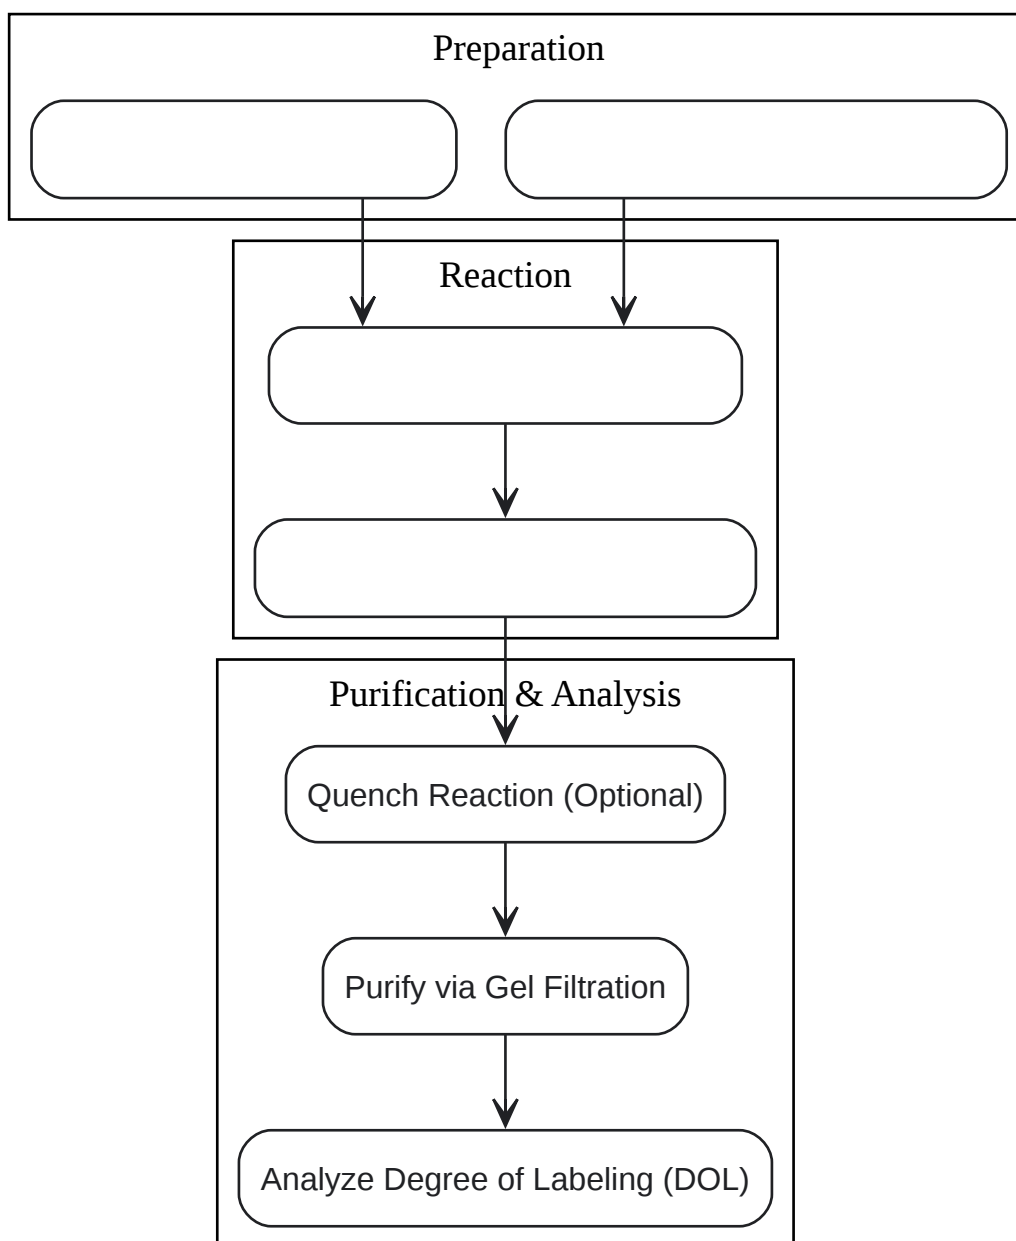 Preparation
Reaction
Purification & Analysis
Quench Reaction (Optional)
Purify via Gel Filtration
Analyze Degree of Labeling (DOL)